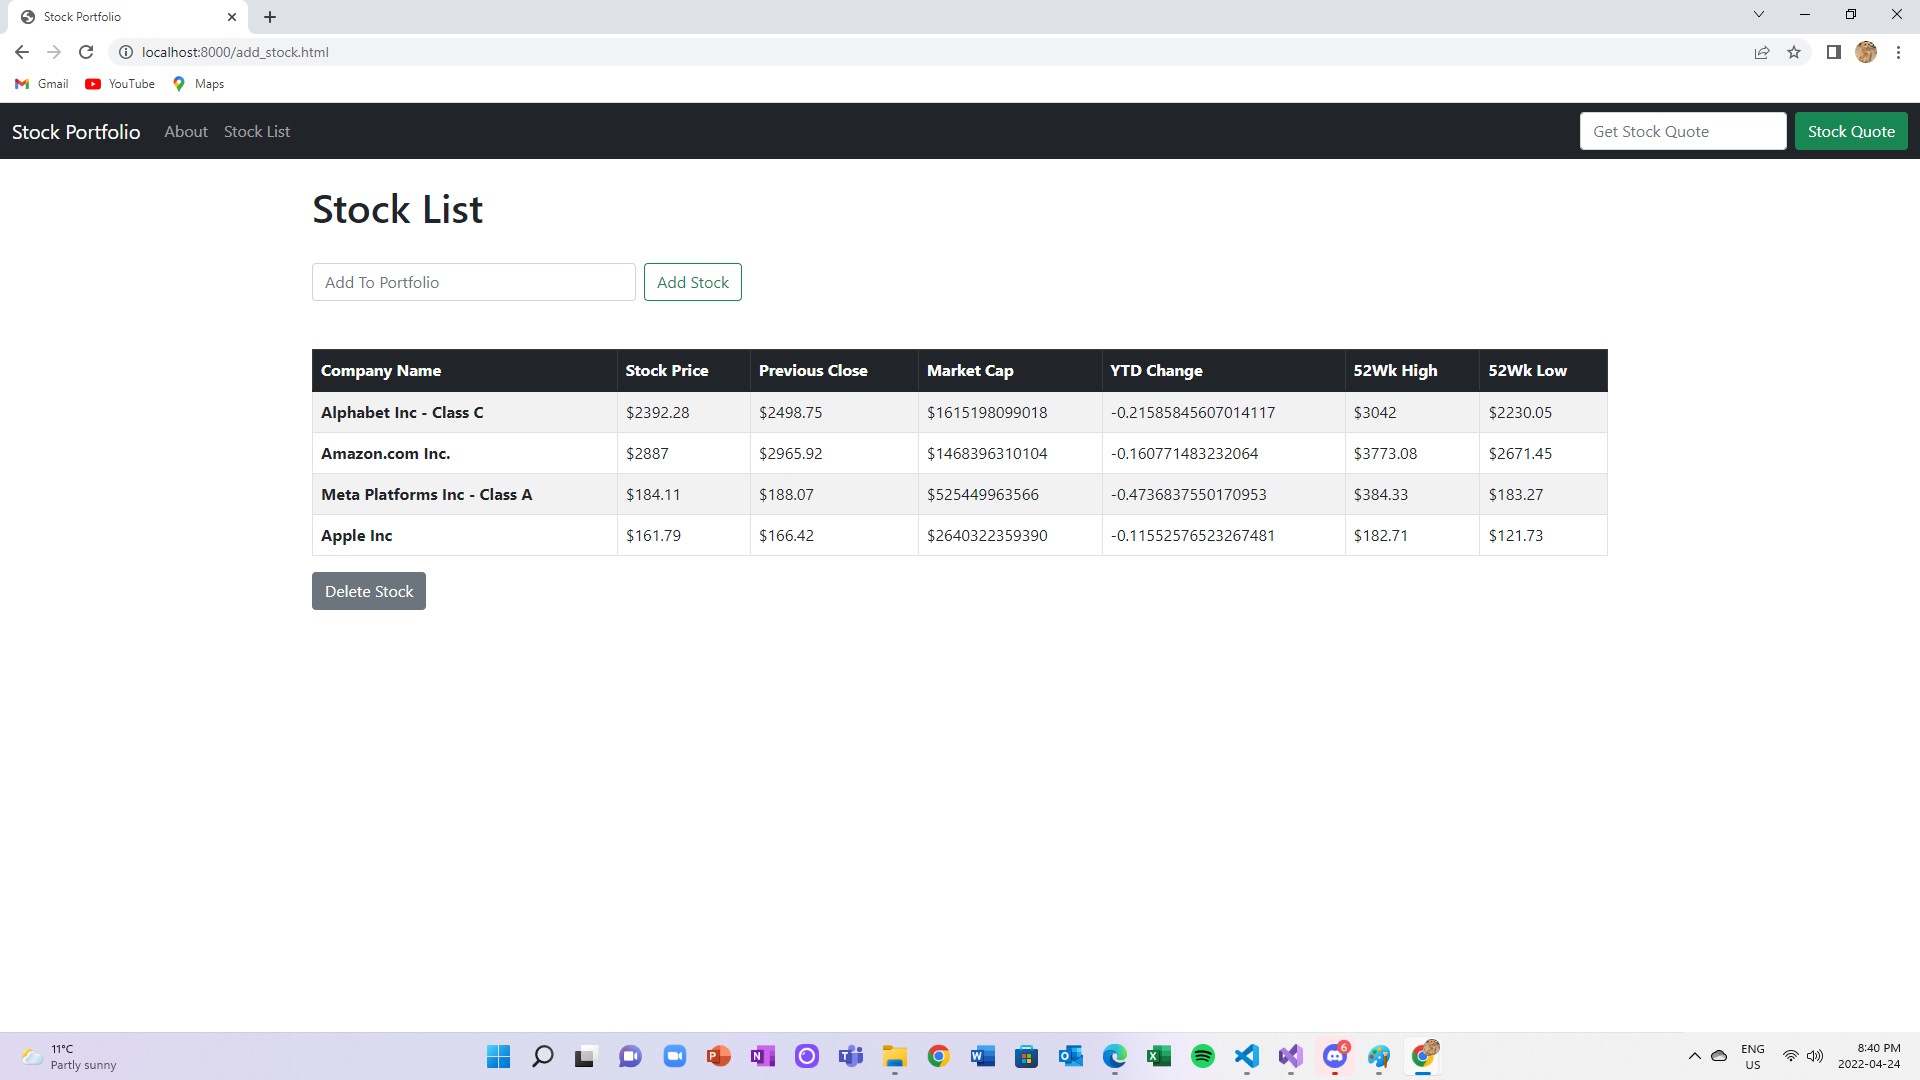 Stock Portfolio
localhost:8000/add_stock.html
Gmail YouTube Maps
Stock Portfolio About Stock List Get Stock Quote Stock Quote
Stock List
Add To Portfolio Add Stock
Company Name Stock Price Previous Close Market Cap YTD Change 52Wk High 52Wk Low
Alphabet Inc - Class C $2392.28 $2498.75 $1615198099018 -0.21585845607014117 $3042 $2230.05
Amazon.com Inc. $2887 $2965.92 $1468396310104 -0.160771483232064 $3773.08 $2671.45
Meta Platforms Inc - Class A $184.11 $188.07 $525449963566 -0.4736837550170953 $384.33 $183.27
Apple Inc $161.79 $166.42 $2640322359390 -0.11552576523267481 $182.71 $121.73
Delete Stock
11°C
Partly sunny
6
ENG
US
8:40 PM
2022-04-24